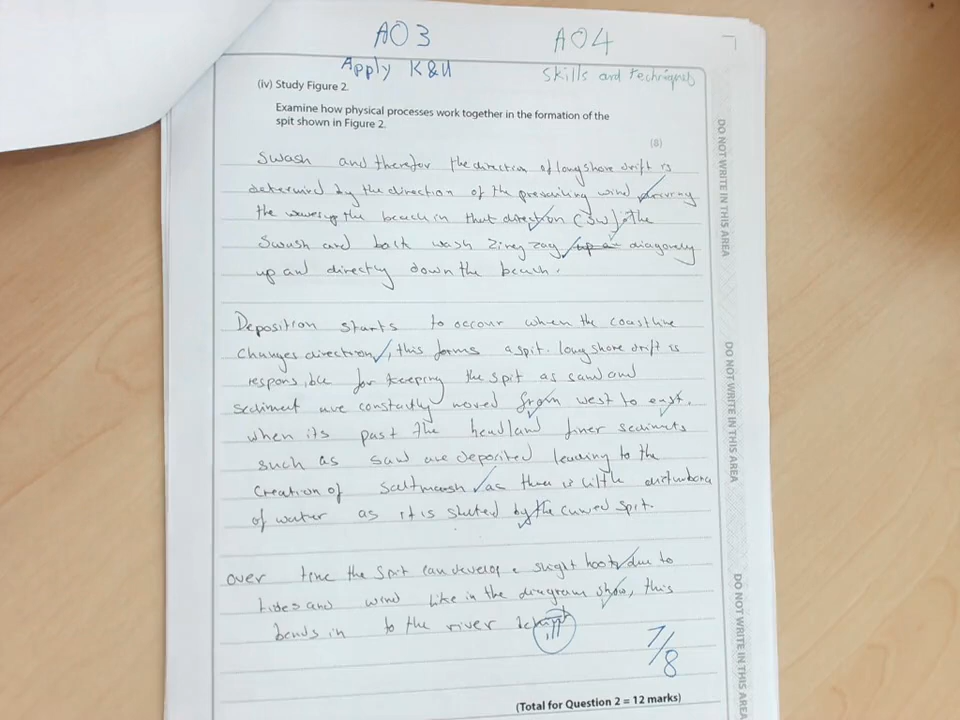 AO3 AO4
Apply K&U Skills and techniques
(iv) Study Figure 2.
Examine how physical processes work together in the formation of the
spit shown in Figure 2.
(8)
Swash and therefor the direction of longshore drift is
determind by the direction of the prevailing wind driving
the waves up the beach in that direction (SW), the
Swash and back wash zing zag diagonely
up and directly down the beach.
Deposition starts to occour when the coastline
changes direction, this forms a spit. longshore drift is
responsible for keeping the spit as sand and
sediment are constactly moved from west to east.
when its past the headland finer sediments
such as are deposited leading to the
creation of saltmarsh as there is little disturbance
of water as it is by the curved spit.
over time the spit can develop a slight hook due to
tides and wind like in the diagram show, this
bends in to the river
111
7/8
(Total for Question 2 = 12 marks)
DO NOT WRITE IN THIS AREA
DO NOT WRITE IN THIS AREA
DO NOT WRITE IN THIS AREA